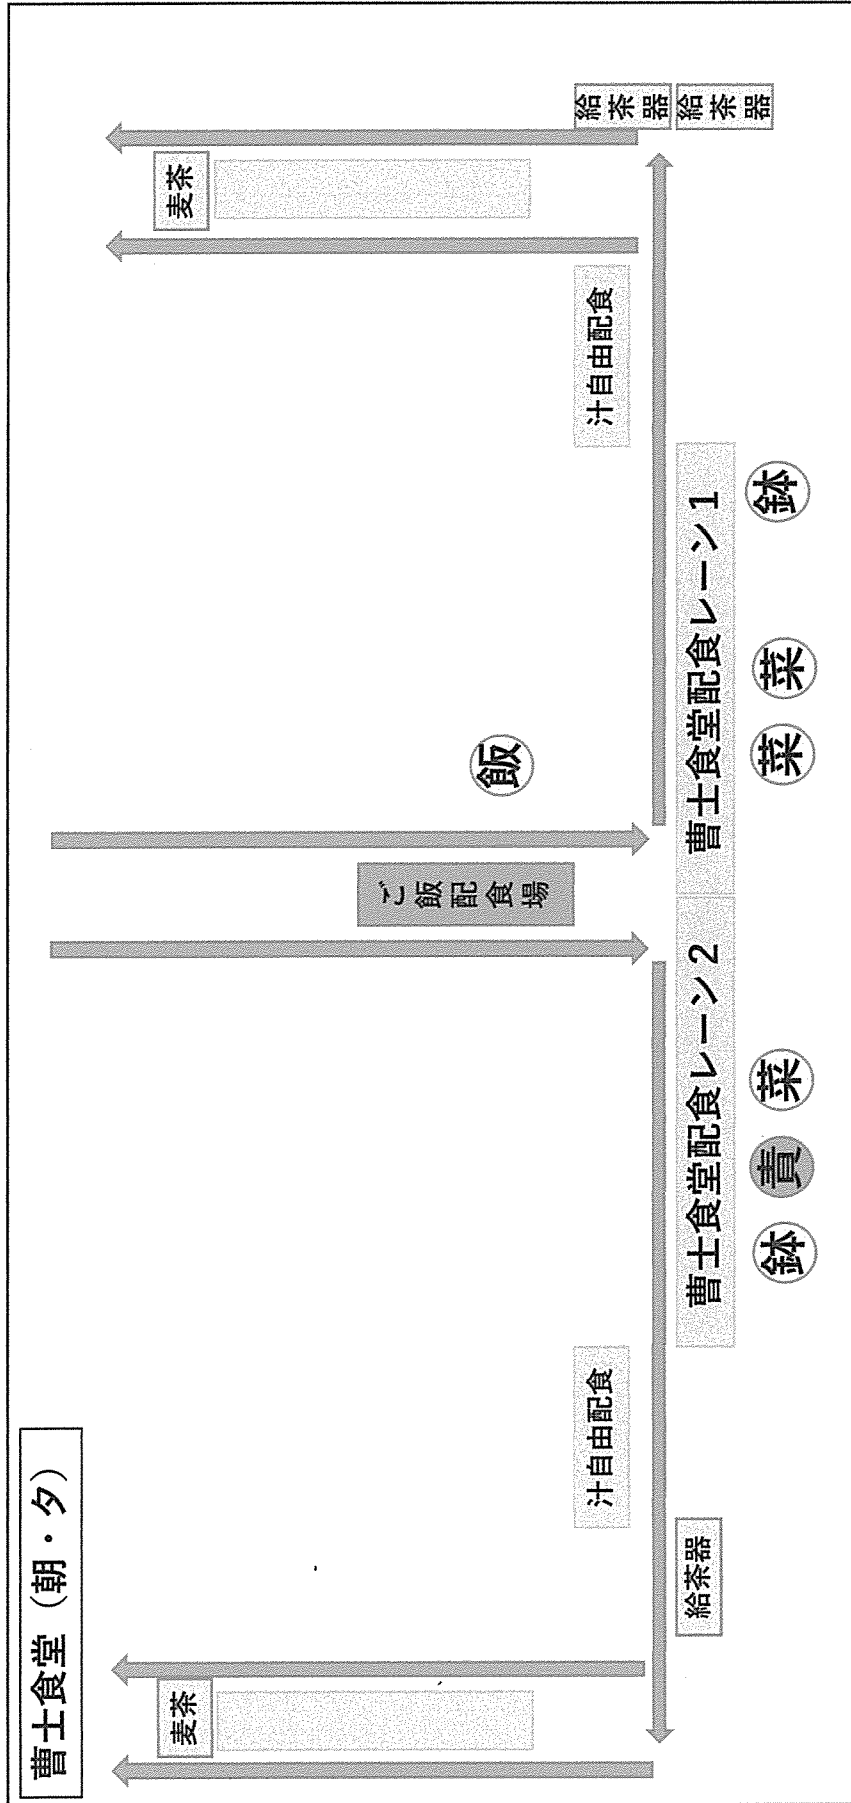 曹士食堂（朝・夕）
麦茶
麦茶
ご飯配食場
飯
汁自由配食
汁自由配食
給茶器
給茶器
曹士食堂配食レーン２
曹士食堂配食レーン１
給茶器
鉢
責
菜
菜
菜
鉢